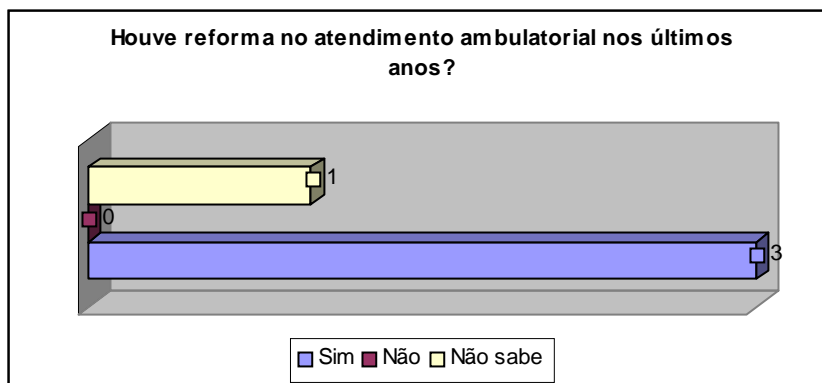 Houve reforma no atendimento ambulatorial nos últimos
anos?
1
0
3
Sim Não Não sabe